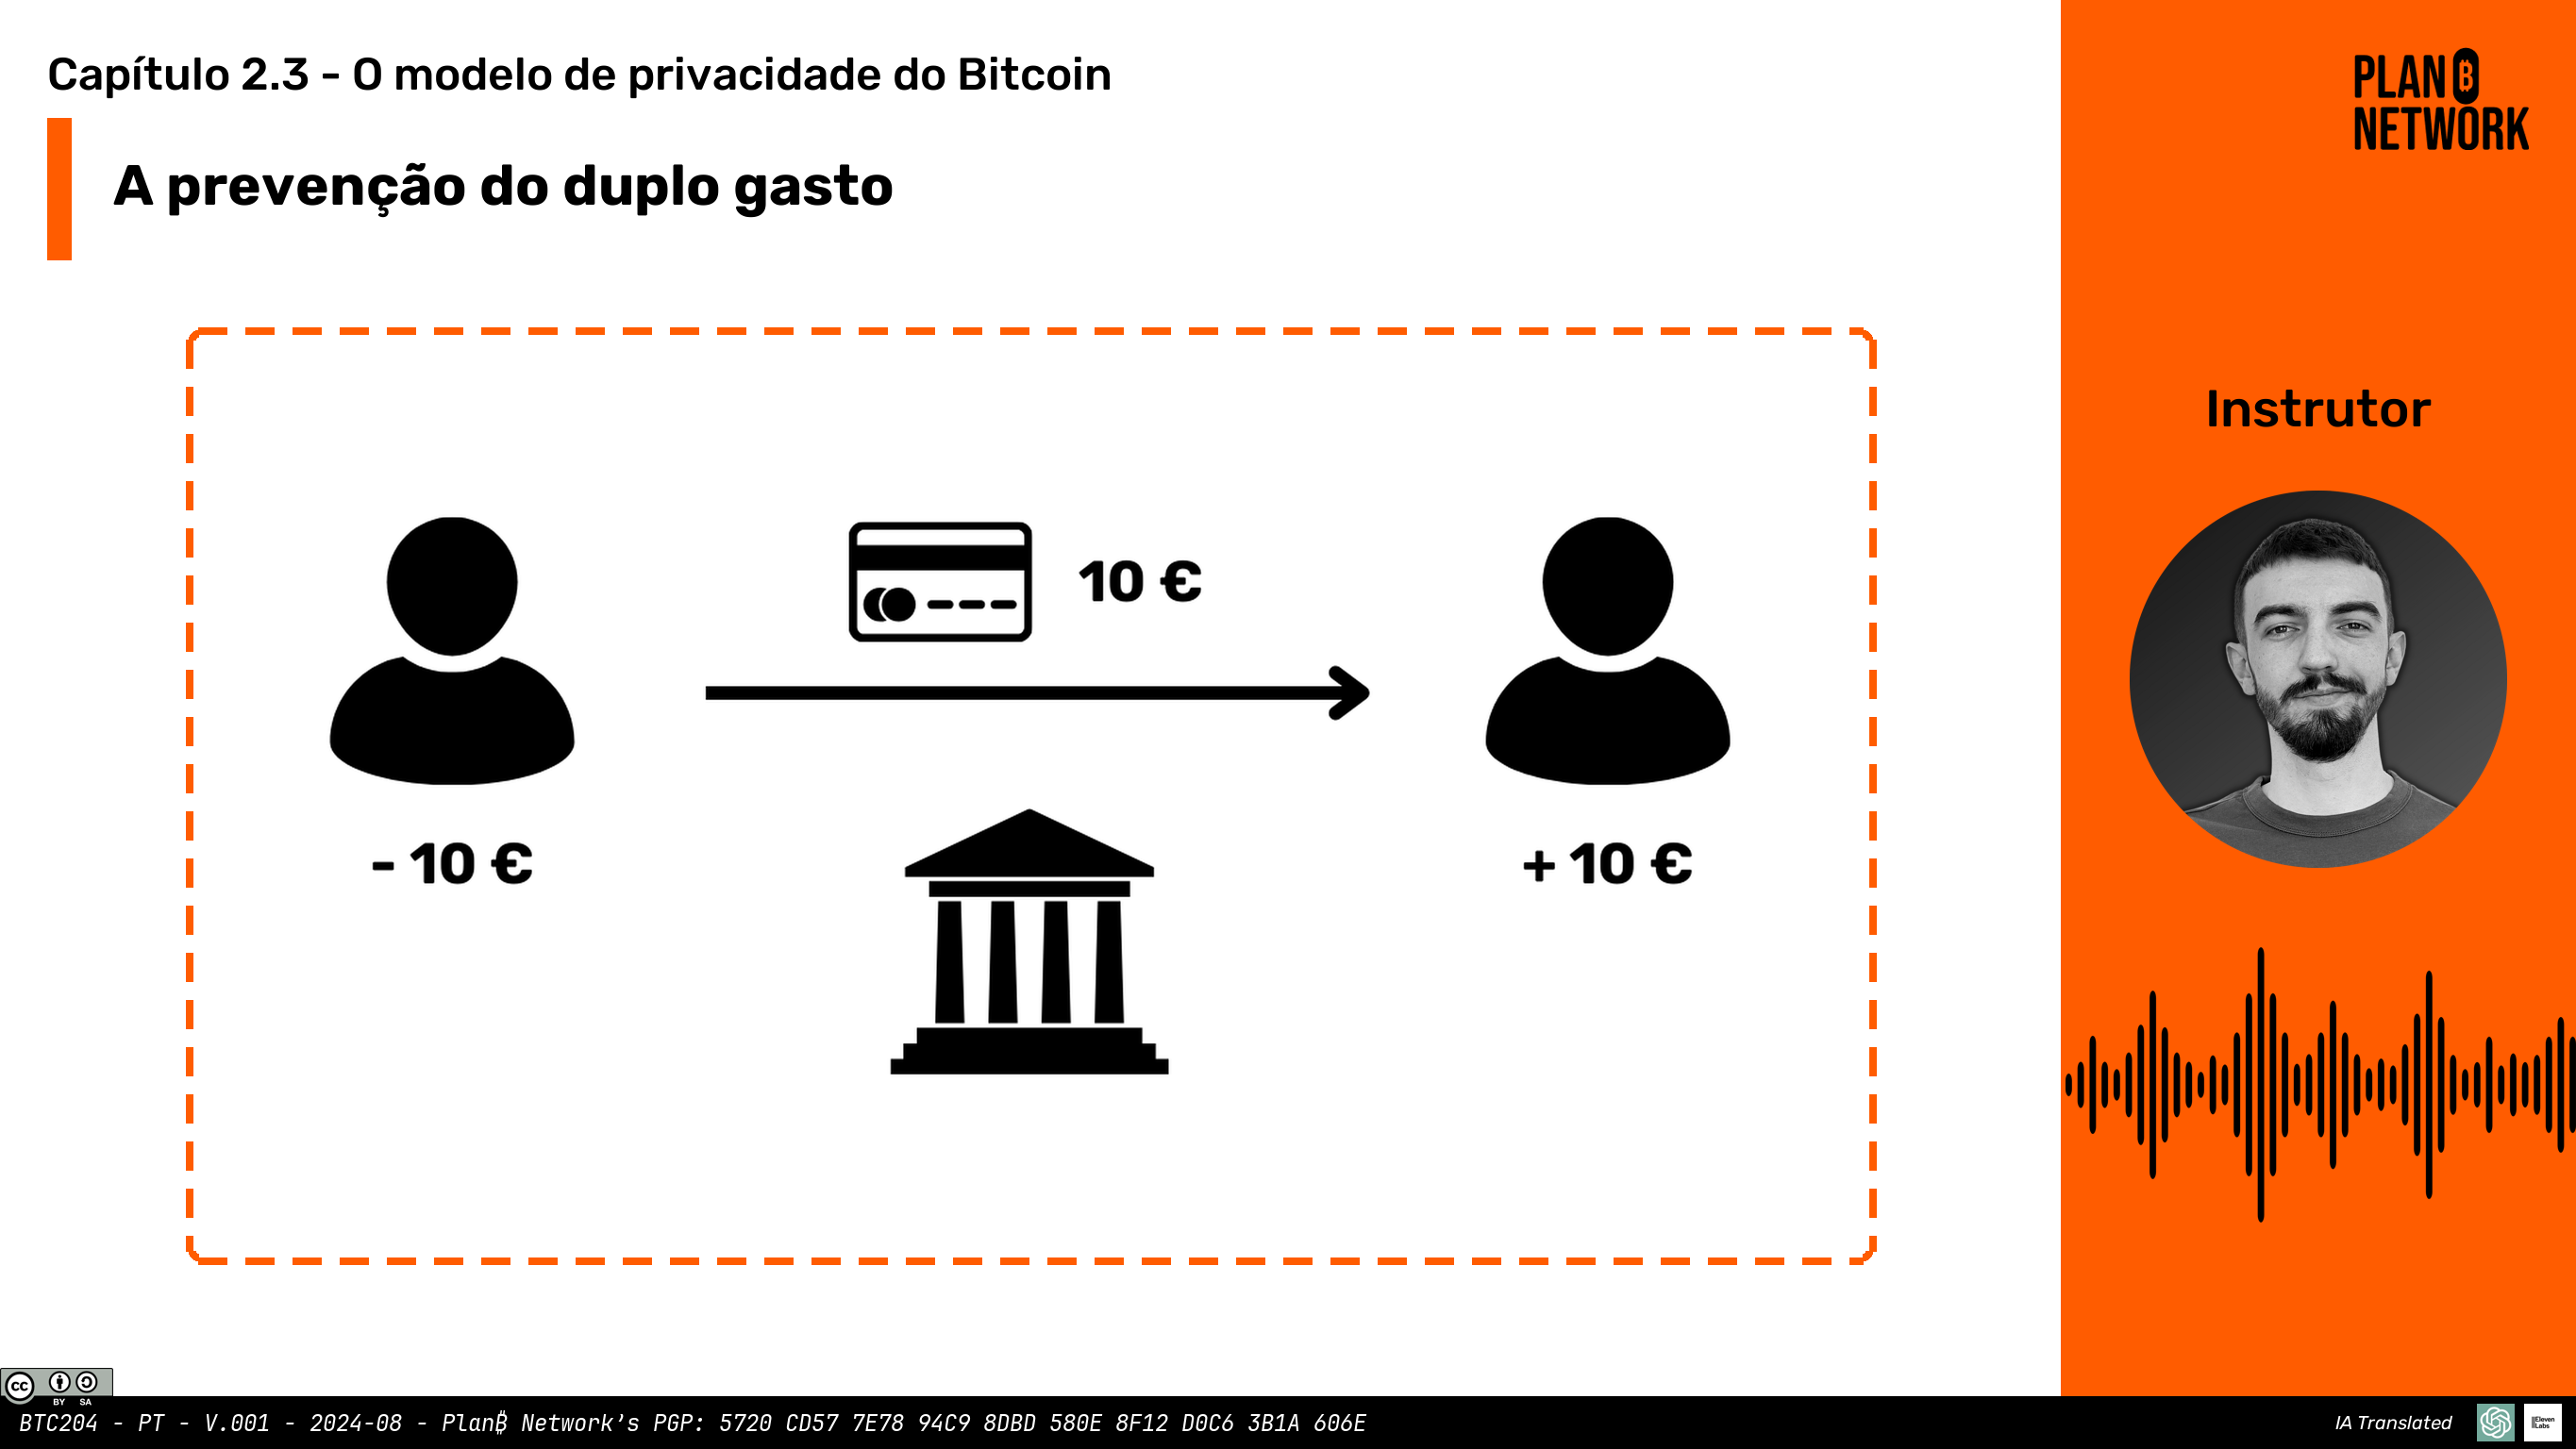 Capítulo 2.3 - O modelo de privacidade do Bitcoin
A prevenção do duplo gasto
PLAN ₿
NETWORK
Instrutor
10 €
- 10 €
+ 10 €
cc
BY SA
BTC204 - PT - V.001 - 2024-08 - Plan₿ Network's PGP: 5720 CD57 7E78 94C9 8DBD 580E 8F12 D0C6 3B1A 606E
IA Translated
IIElevenLabs